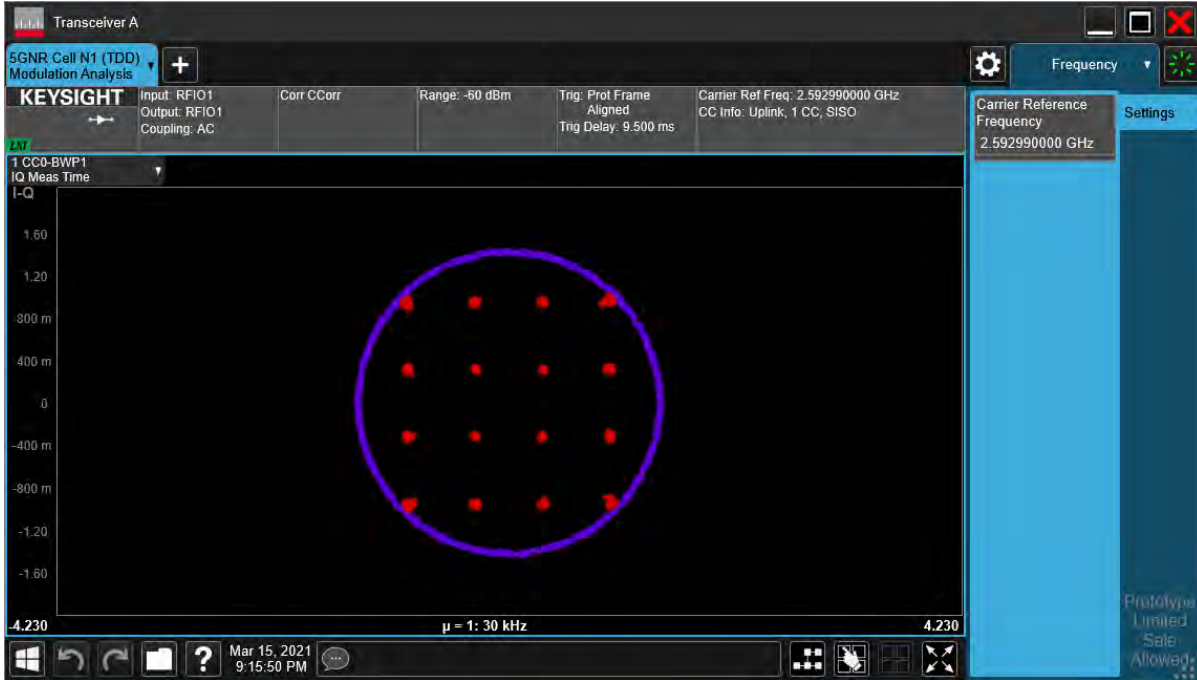 Transceiver A
5GNR Cell N1 (TDD)
Modulation Analysis
Frequency
KEYSIGHT
Input: RFIO1
Output: RFIO1
Coupling: AC
Corr CCorr
Range: -60 dBm
Trig: Prot Frame
Aligned
Trig Delay: 9.500 ms
Carrier Ref Freq: 2.592990000 GHz
CC Info: Uplink, 1 CC, SISO
LXI
Carrier Reference
Frequency
2.592990000 GHz
Settings
1 CC0-BWP1
IQ Meas Time
I-Q
1.60
1.20
800 m
400 m
0
-400 m
-800 m
-1.20
-1.60
-4.230
µ = 1: 30 kHz
4.230
Prototype
Limited
Sale
Allowed
?
Mar 15, 2021
9:15:50 PM